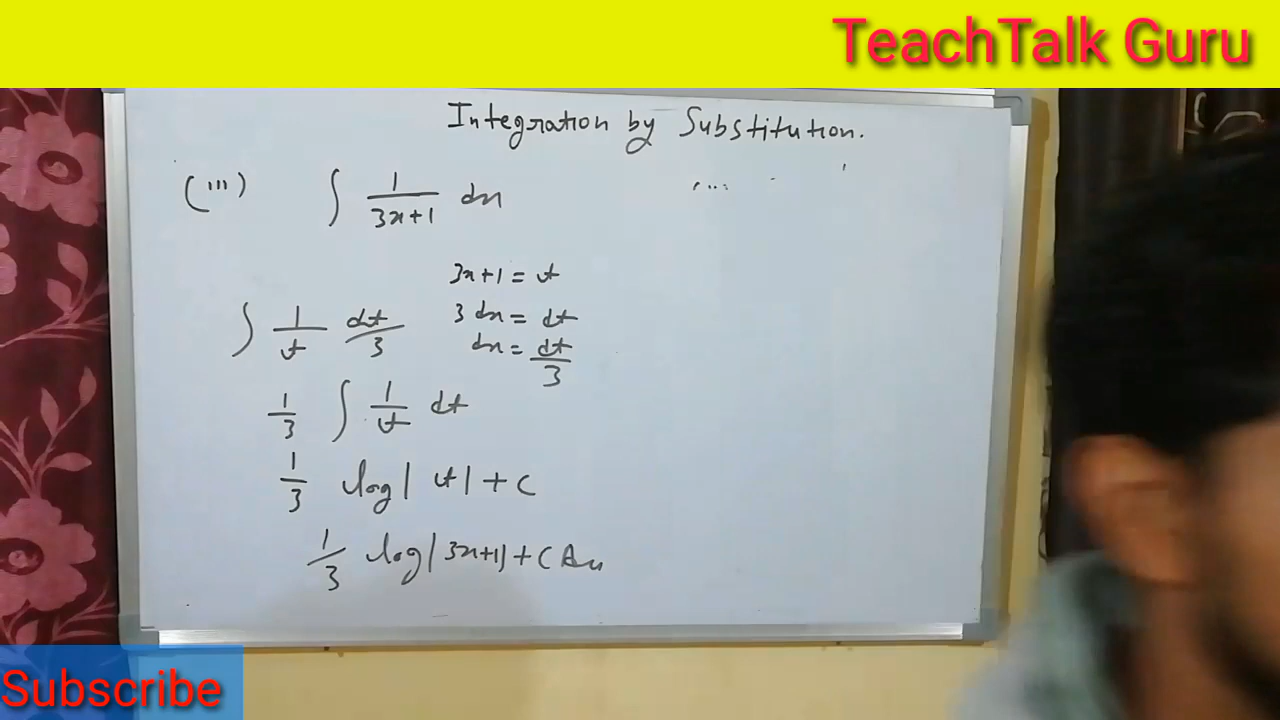 TeachTalk Guru
Integration by Substitution.
(iii) ∫ 1/(3x+1) dx
3x+1 = t
3 dx = dt
dx = dt/3
∫ 1/t dt/3
1/3 ∫ 1/t dt
1/3 log|t| + c
1/3 log|3x+1| + C Ans
Subscribe